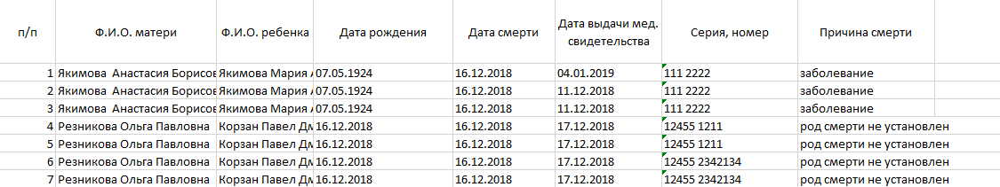 п/п Ф.И.О. матери Ф.И.О. ребенка Дата рождения Дата смерти Дата выдачи мед. свидетельства Серия, номер Причина смерти
1 Якимова Анастасия Борисов Якимова Мария 07.05.1924 16.12.2018 04.01.2019 111 2222 заболевание
2 Якимова Анастасия Борисов Якимова Мария 07.05.1924 16.12.2018 11.12.2018 111 2222 заболевание
3 Якимова Анастасия Борисов Якимова Мария 07.05.1924 16.12.2018 11.12.2018 111 2222 заболевание
4 Резникова Ольга Павловна Корзан Павел Дм 16.12.2018 16.12.2018 17.12.2018 12455 1211 род смерти не установлен
5 Резникова Ольга Павловна Корзан Павел Дм 16.12.2018 16.12.2018 17.12.2018 12455 1211 род смерти не установлен
6 Резникова Ольга Павловна Корзан Павел Дм 16.12.2018 16.12.2018 17.12.2018 12455 2342134 род смерти не установлен
7 Резникова Ольга Павловна Корзан Павел Дм 16.12.2018 16.12.2018 17.12.2018 12455 2342134 род смерти не установлен